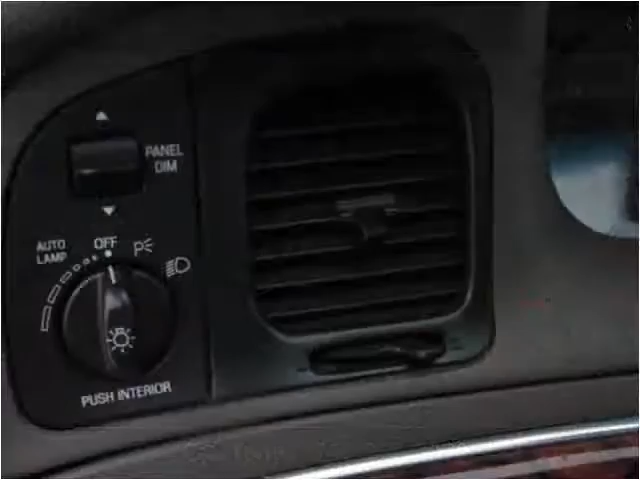 PANEL
DIM
AUTO
LAMP
OFF
P
PUSH INTERIOR